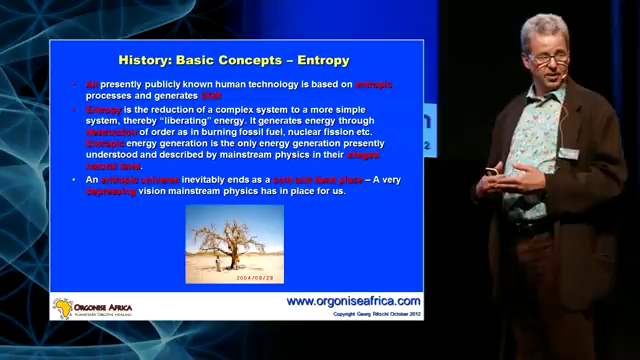 History: Basic Concepts – Entropy
• All presently publicly known human technology is based on entropic
processes and generates DOR
• Entropy is the reduction of a complex system to a more simple
system, thereby "liberating" energy. It generates energy through
destruction of order as in burning fossil fuel, nuclear fission etc.
Entropic energy generation is the only energy generation presently
understood and described by mainstream physics in their alleged
natural laws.
• An entropic universe inevitably ends as a cold and dead place – A very
depressing vision mainstream physics has in place for us.
2004/09/23
ORGONISE AFRICA
PLANETARY ORGONE HEALING
www.orgoniseafrica.com
Copyright Georg Ritschl October 2012
n
2